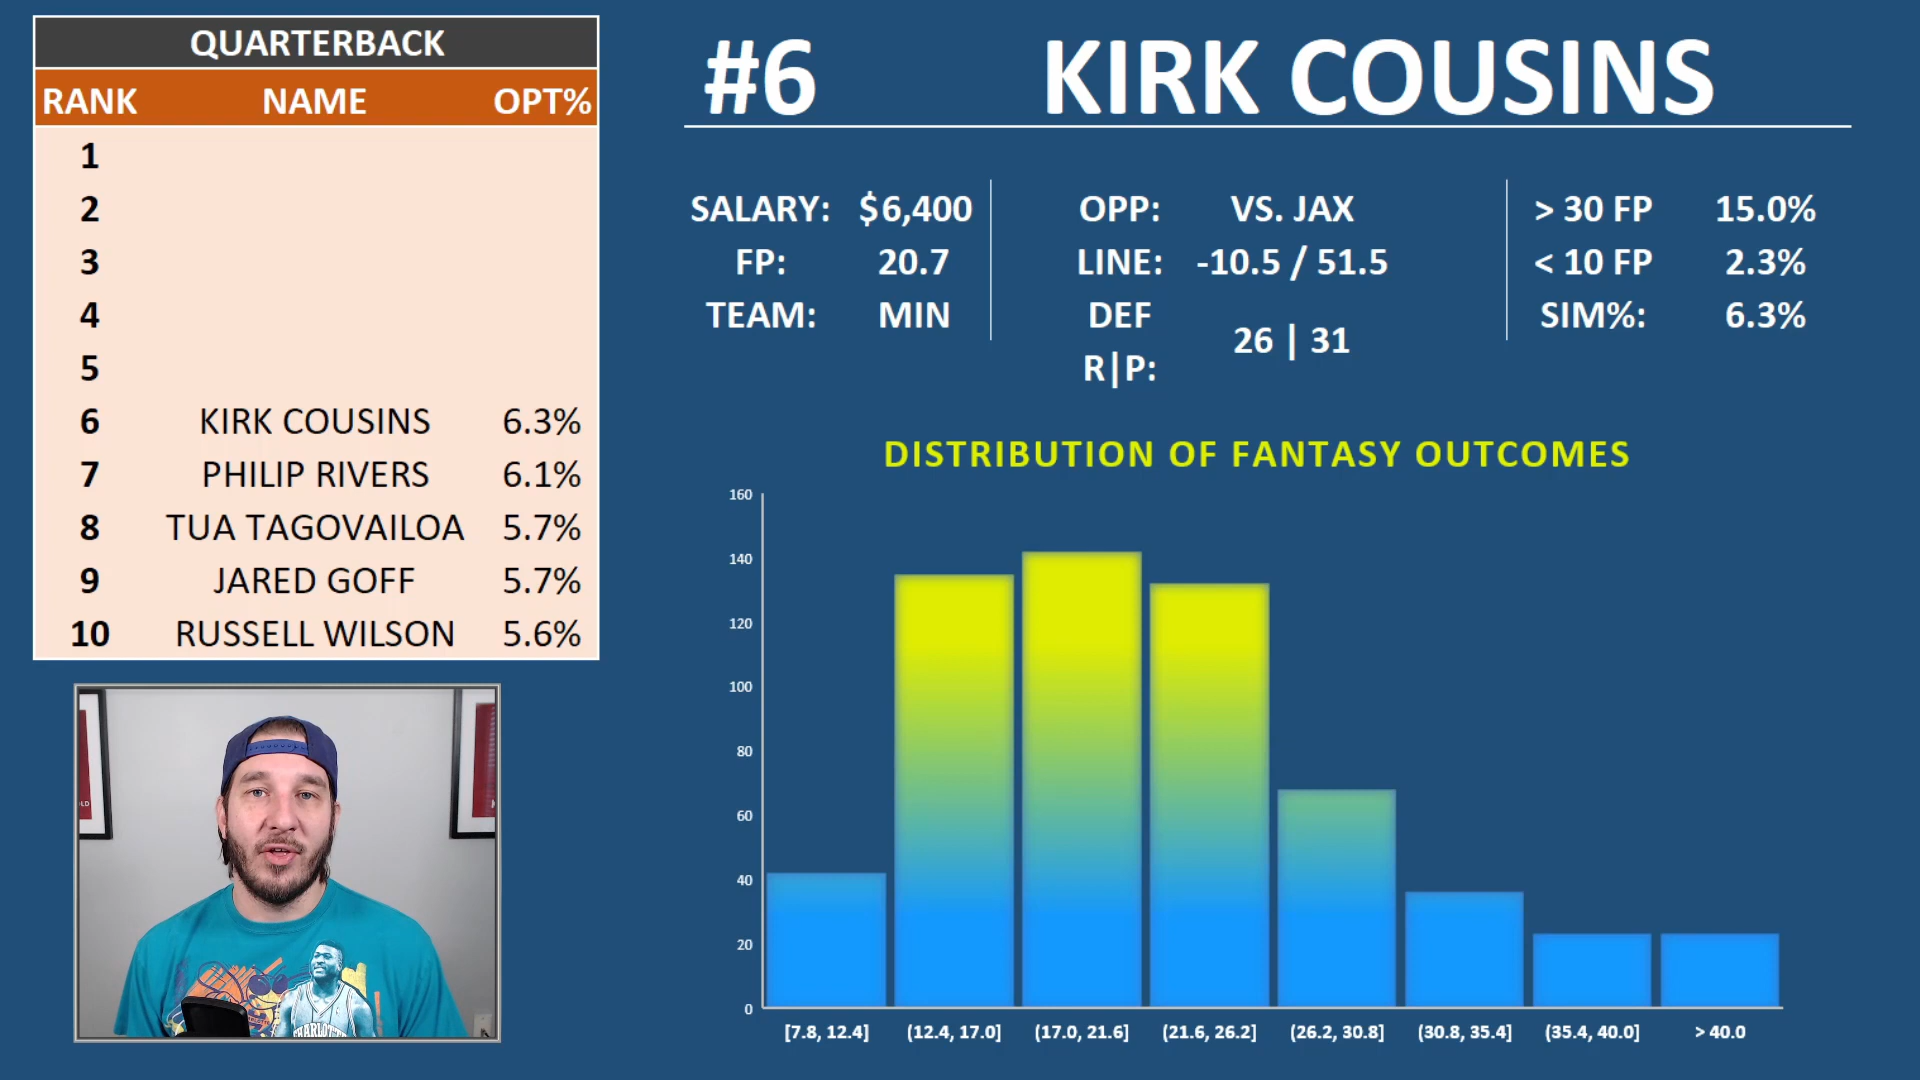 QUARTERBACK
RANK NAME OPT%
1
2
3
4
5
6 KIRK COUSINS 6.3%
7 PHILIP RIVERS 6.1%
8 TUA TAGOVAILOA 5.7%
9 JARED GOFF 5.7%
10 RUSSELL WILSON 5.6%
#6 KIRK COUSINS
SALARY: $6,400
FP: 20.7
TEAM: MIN
OPP: VS. JAX
LINE: -10.5 / 51.5
DEF
R|P: 26 | 31
> 30 FP 15.0%
< 10 FP 2.3%
SIM%: 6.3%
DISTRIBUTION OF FANTASY OUTCOMES
160
140
120
100
80
60
40
20
0
[7.8, 12.4] (12.4, 17.0] (17.0, 21.6] (21.6, 26.2] (26.2, 30.8] (30.8, 35.4] (35.4, 40.0] > 40.0